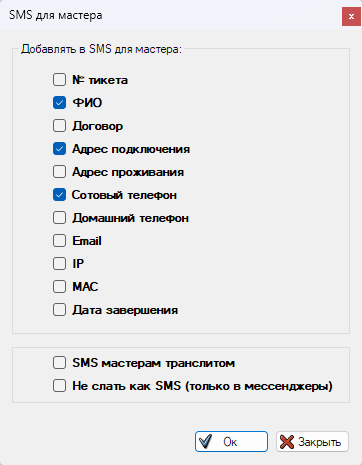 SMS для мастера
Добавлять в SMS для мастера:
№ тикета
ФИО
Договор
Адрес подключения
Адрес проживания
Сотовый телефон
Домашний телефон
Email
IP
MAC
Дата завершения
SMS мастерам транслитом
Не слать как SMS (только в мессенджеры)
Ок
Закрыть